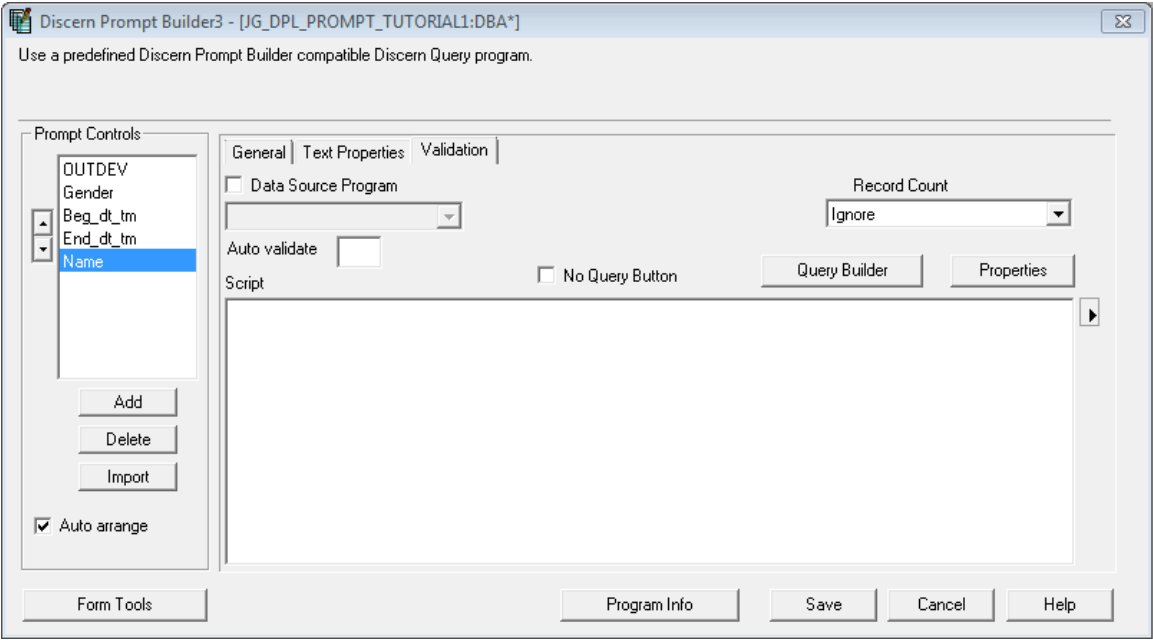 Discern Prompt Builder3 - [JG_DPL_PROMPT_TUTORIAL1:DBA*]
Use a predefined Discern Prompt Builder compatible Discern Query program.
Prompt Controls
OUTDEV
Gender
Beg_dt_tm
End_dt_tm
Name
Add
Delete
Import
Auto arrange
General Text Properties Validation
Data Source Program
Record Count
Ignore
Auto validate
No Query Button
Query Builder
Properties
Script
Form Tools
Program Info
Save
Cancel
Help